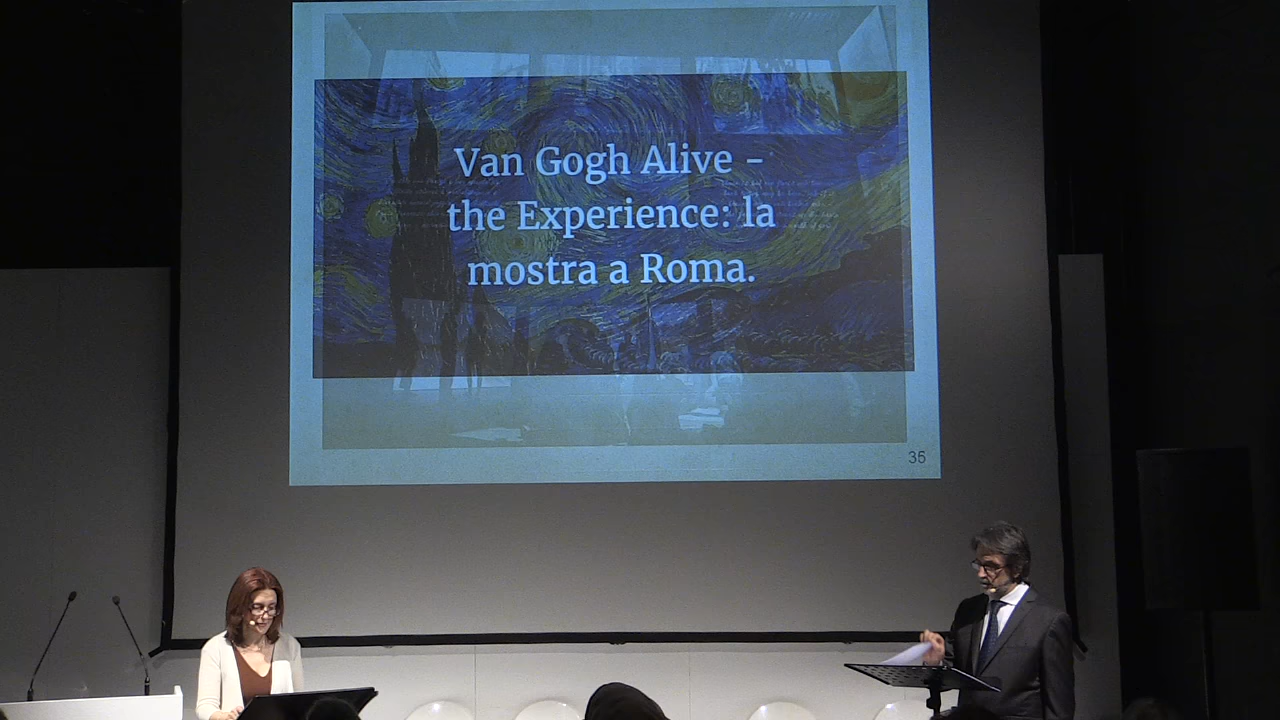 Van Gogh Alive –
the Experience: la
mostra a Roma.
35